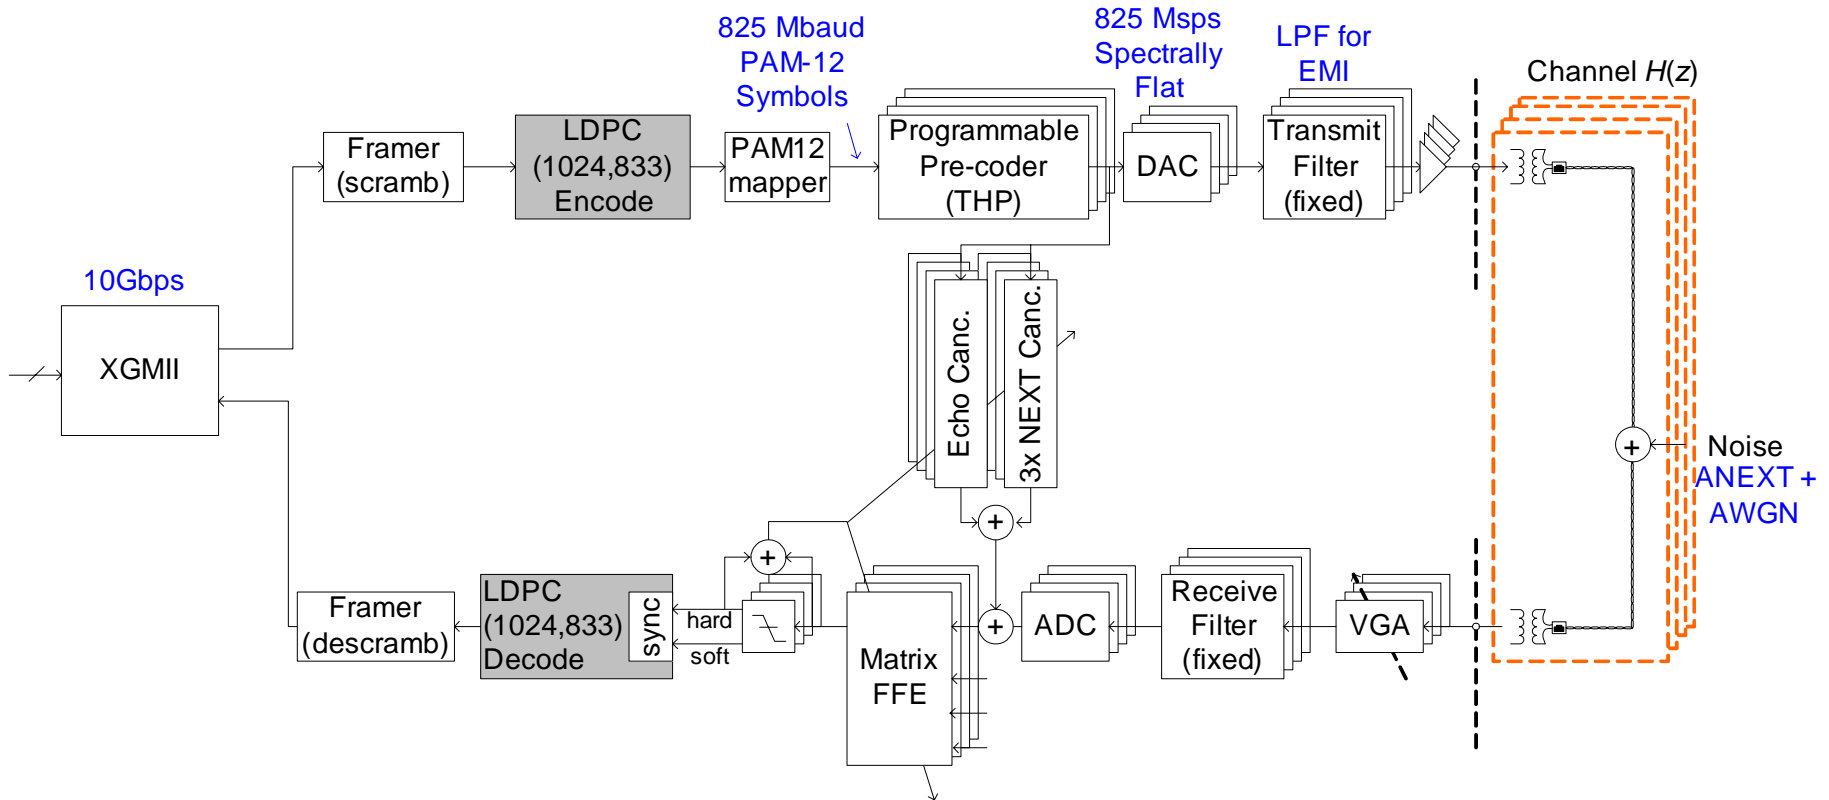 825 Mbaud
PAM-12
Symbols
825 Msps
Spectrally
Flat
LPF for
EMI
Channel H(z)
Framer
(scramb)
LDPC
(1024,833)
Encode
PAM12
mapper
Programmable
Pre-coder
(THP)
DAC
Transmit
Filter
(fixed)
10Gbps
XGMII
Echo Canc.
3x NEXT Canc.
+
Noise
ANEXT +
AWGN
+
+
Framer
(descramb)
LDPC
(1024,833)
Decode
sync
hard
soft
Matrix
FFE
+
ADC
Receive
Filter
(fixed)
VGA